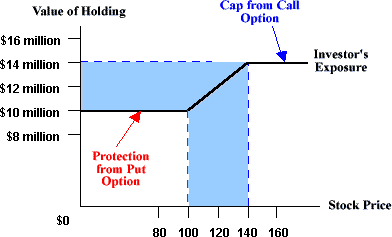 Value of Holding
Cap from Call
Option
$16 million
$14 million
$12 million
$10 million
$8 million
$0
Investor's
Exposure
Protection
from Put
Option
Stock Price
80 100 120 140 160